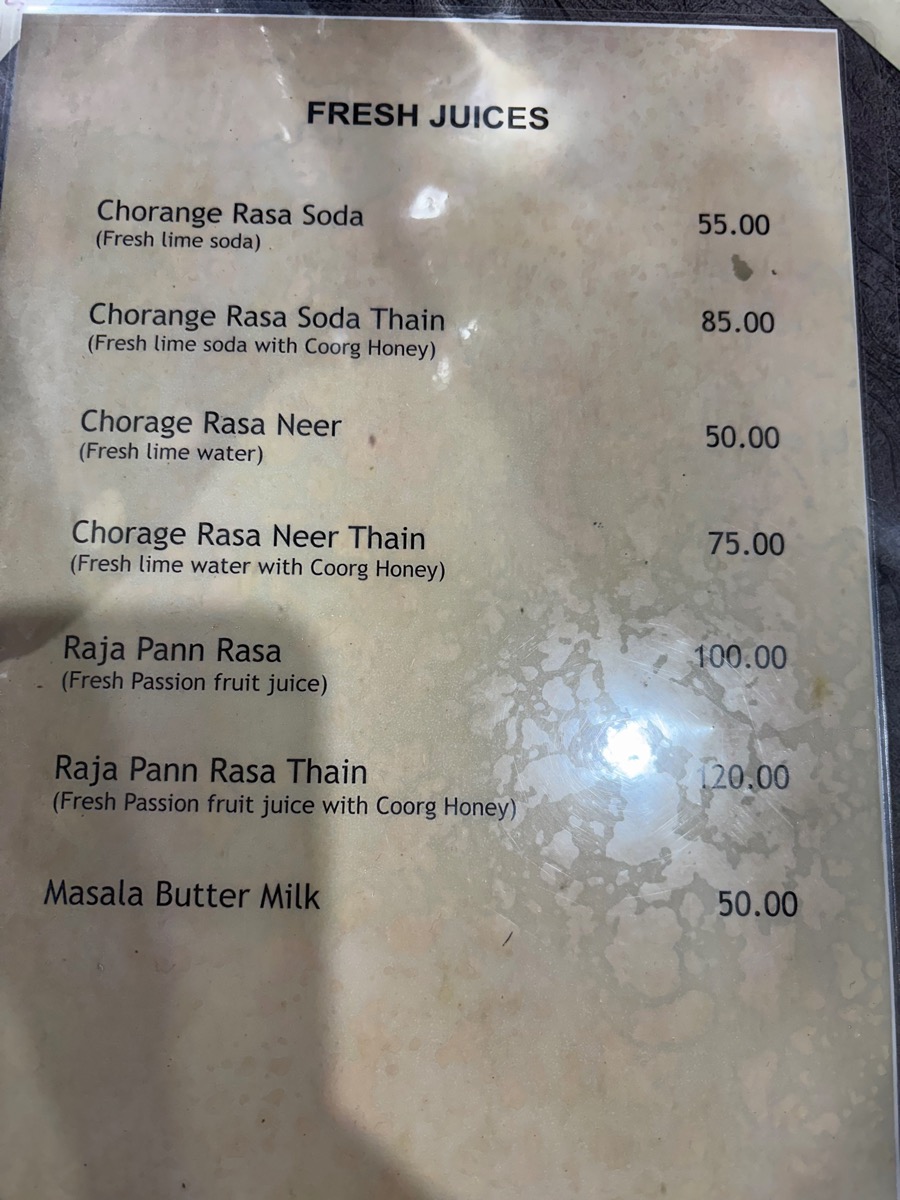 FRESH JUICES
Chorange Rasa Soda 55.00
(Fresh lime soda)
Chorange Rasa Soda Thain 85.00
(Fresh lime soda with Coorg Honey)
Chorage Rasa Neer 50.00
(Fresh lime water)
Chorage Rasa Neer Thain 75.00
(Fresh lime water with Coorg Honey)
Raja Pann Rasa 100.00
(Fresh Passion fruit juice)
Raja Pann Rasa Thain 120.00
(Fresh Passion fruit juice with Coorg Honey)
Masala Butter Milk 50.00